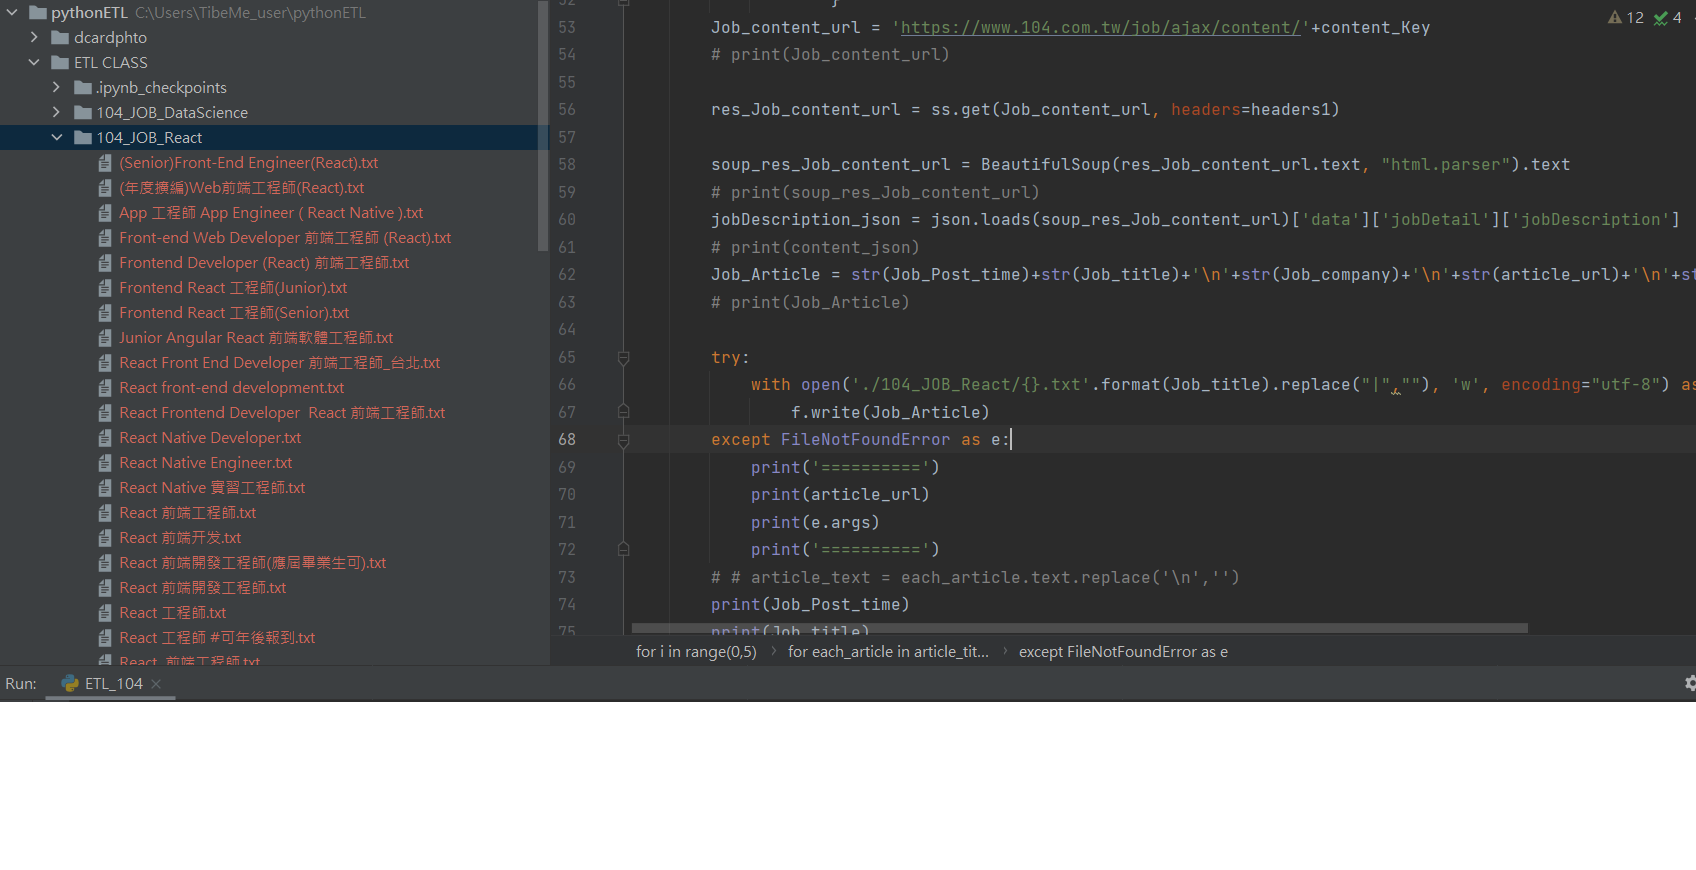 pythonETL C:\Users\TibeMe_user\pythonETL
dcardphto
ETL CLASS
.ipynb_checkpoints
104_JOB_DataScience
104_JOB_React
(Senior)Front-End Engineer(React).txt
(年度擴編)Web前端工程師(React).txt
App 工程師 App Engineer ( React Native ).txt
Front-end Web Developer 前端工程師 (React).txt
Frontend Developer (React) 前端工程師.txt
Frontend React 工程師(Junior).txt
Frontend React 工程師(Senior).txt
Junior Angular React 前端軟體工程師.txt
React Front End Developer 前端工程師_台北.txt
React front-end development.txt
React Frontend Developer  React 前端工程師.txt
React Native Developer.txt
React Native Engineer.txt
React Native 實習工程師.txt
React 前端工程師.txt
React 前端开发.txt
React 前端開發工程師(應屆畢業生可).txt
React 前端開發工程師.txt
React 工程師.txt
React 工程師 #可年後報到.txt
React_前端工程師.txt
12 4
52 }
53 Job_content_url = 'https://www.104.com.tw/job/ajax/content/'+content_Key
54 # print(Job_content_url)
55
56 res_Job_content_url = ss.get(Job_content_url, headers=headers1)
57
58 soup_res_Job_content_url = BeautifulSoup(res_Job_content_url.text, "html.parser").text
59 # print(soup_res_Job_content_url)
60 jobDescription_json = json.loads(soup_res_Job_content_url)['data']['jobDetail']['jobDescription']
61 # print(content_json)
62 Job_Article = str(Job_Post_time)+str(Job_title)+'\n'+str(Job_company)+'\n'+str(article_url)+'\n'+st
63 # print(Job_Article)
64
65 try:
66 with open('./104_JOB_React/{}.txt'.format(Job_title).replace("|",""), 'w', encoding="utf-8") as
67 f.write(Job_Article)
68 except FileNotFoundError as e:
69 print('==========')
70 print(article_url)
71 print(e.args)
72 print('==========')
73 # # article_text = each_article.text.replace('\n','')
74 print(Job_Post_time)
75 print(Job_title)
for i in range(0,5) › for each_article in article_tit... › except FileNotFoundError as e
Run: ETL_104 ×